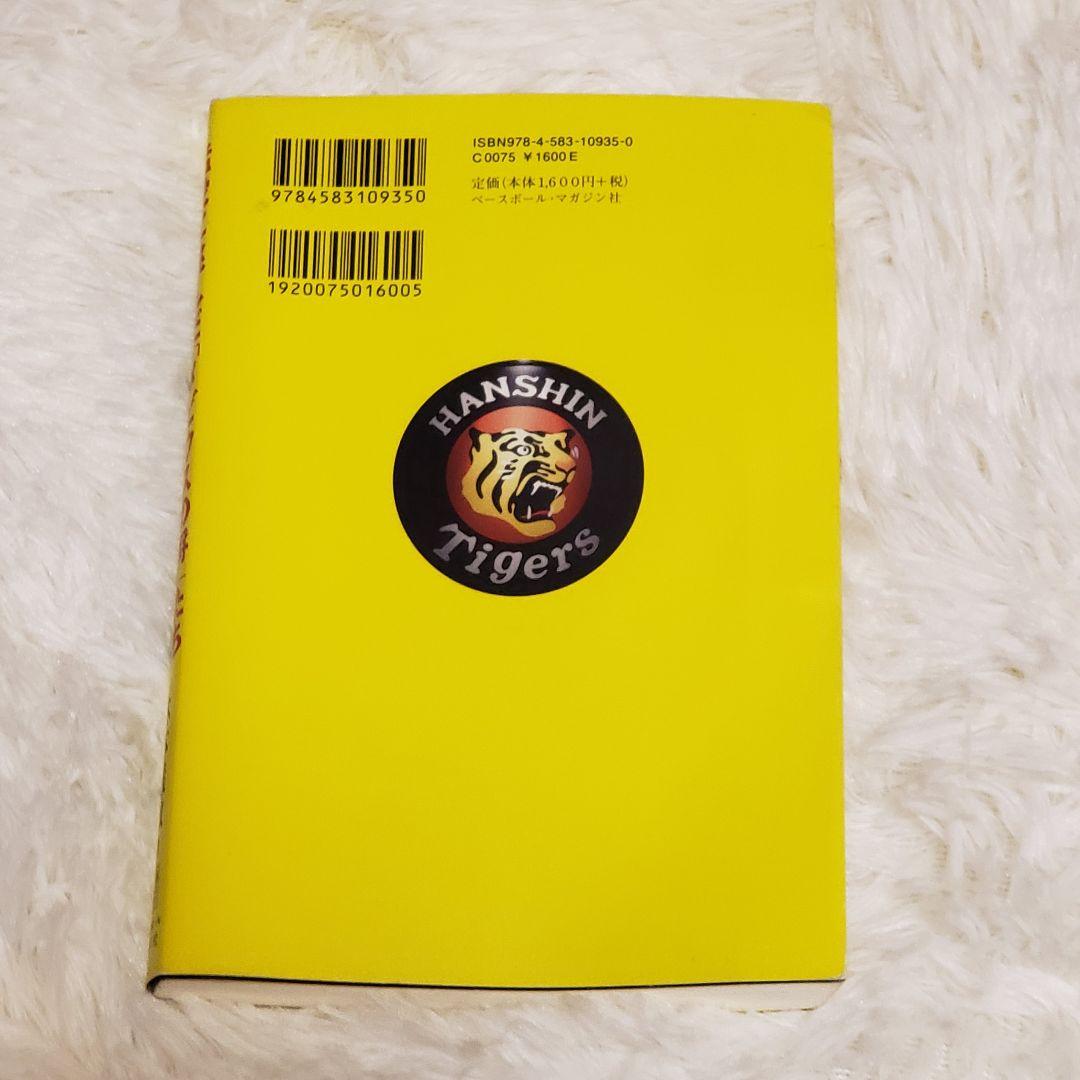 9784583109350
ISBN978-4-583-10935-0
C0075 ¥1600E
定価(本体1,600円+税)
ベースボール・マガジン社
1920075016005
HANSHIN
Tigers